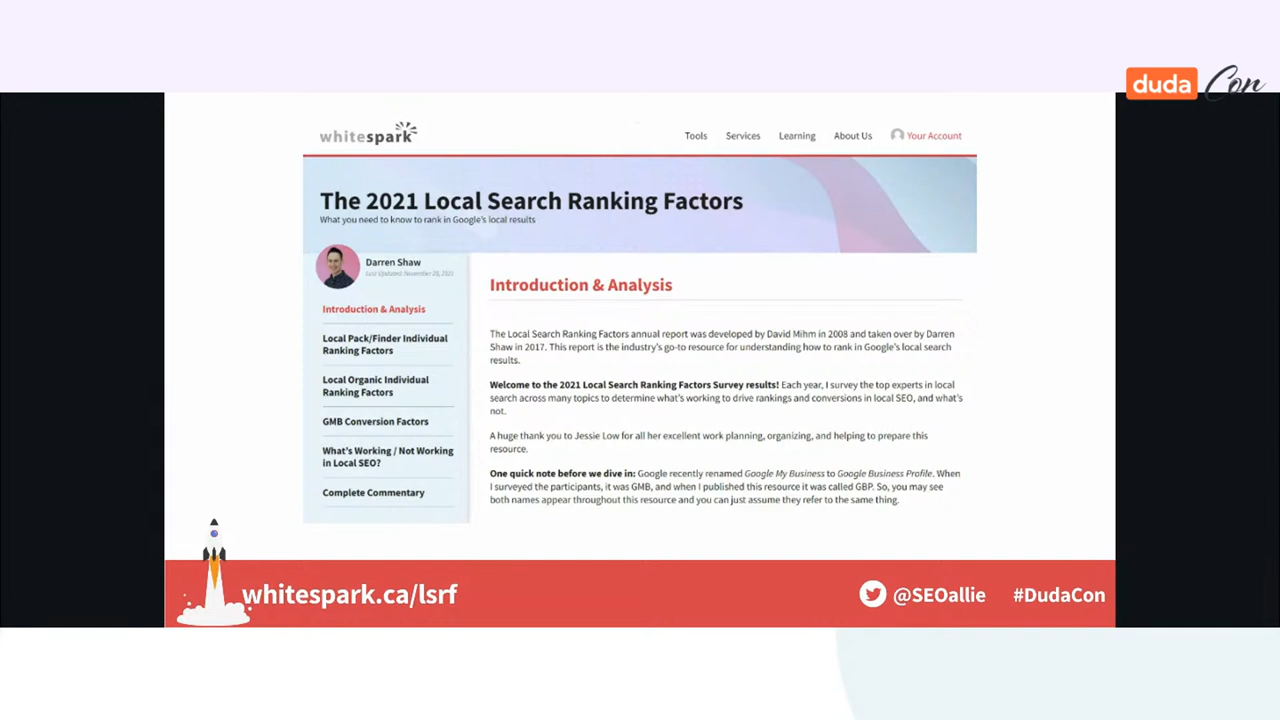 duda Con
whitespark
Tools Services Learning About Us Your Account
The 2021 Local Search Ranking Factors
What you need to know to rank in Google's local results
Darren Shaw
Last Updated: November 29, 2021
Introduction & Analysis
Local Pack/Finder Individual
Ranking Factors
Local Organic Individual
Ranking Factors
GMB Conversion Factors
What's Working / Not Working
in Local SEO?
Complete Commentary
Introduction & Analysis
The Local Search Ranking Factors annual report was developed by David Mihm in 2008 and taken over by Darren
Shaw in 2017. This report is the industry's go-to resource for understanding how to rank in Google's local search
results.
Welcome to the 2021 Local Search Ranking Factors Survey results! Each year, I survey the top experts in local
search across many topics to determine what's working to drive rankings and conversions in local SEO, and what's
not.
A huge thank you to Jessie Low for all her excellent work planning, organizing, and helping to prepare this
resource.
One quick note before we dive in: Google recently renamed Google My Business to Google Business Profile. When
I surveyed the participants, it was GMB, and when I published this resource it was called GBP. So, you may see
both names appear throughout this resource and you can just assume they refer to the same thing.
whitespark.ca/lsrf
@SEOallie #DudaCon